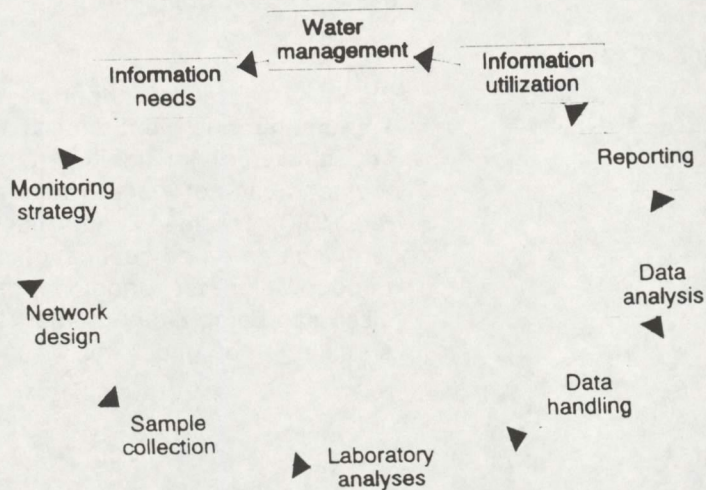 Water
management
Information
needs
Information
utilization
Monitoring
strategy
Reporting
Network
design
Data
analysis
Sample
collection
Data
handling
Laboratory
analyses